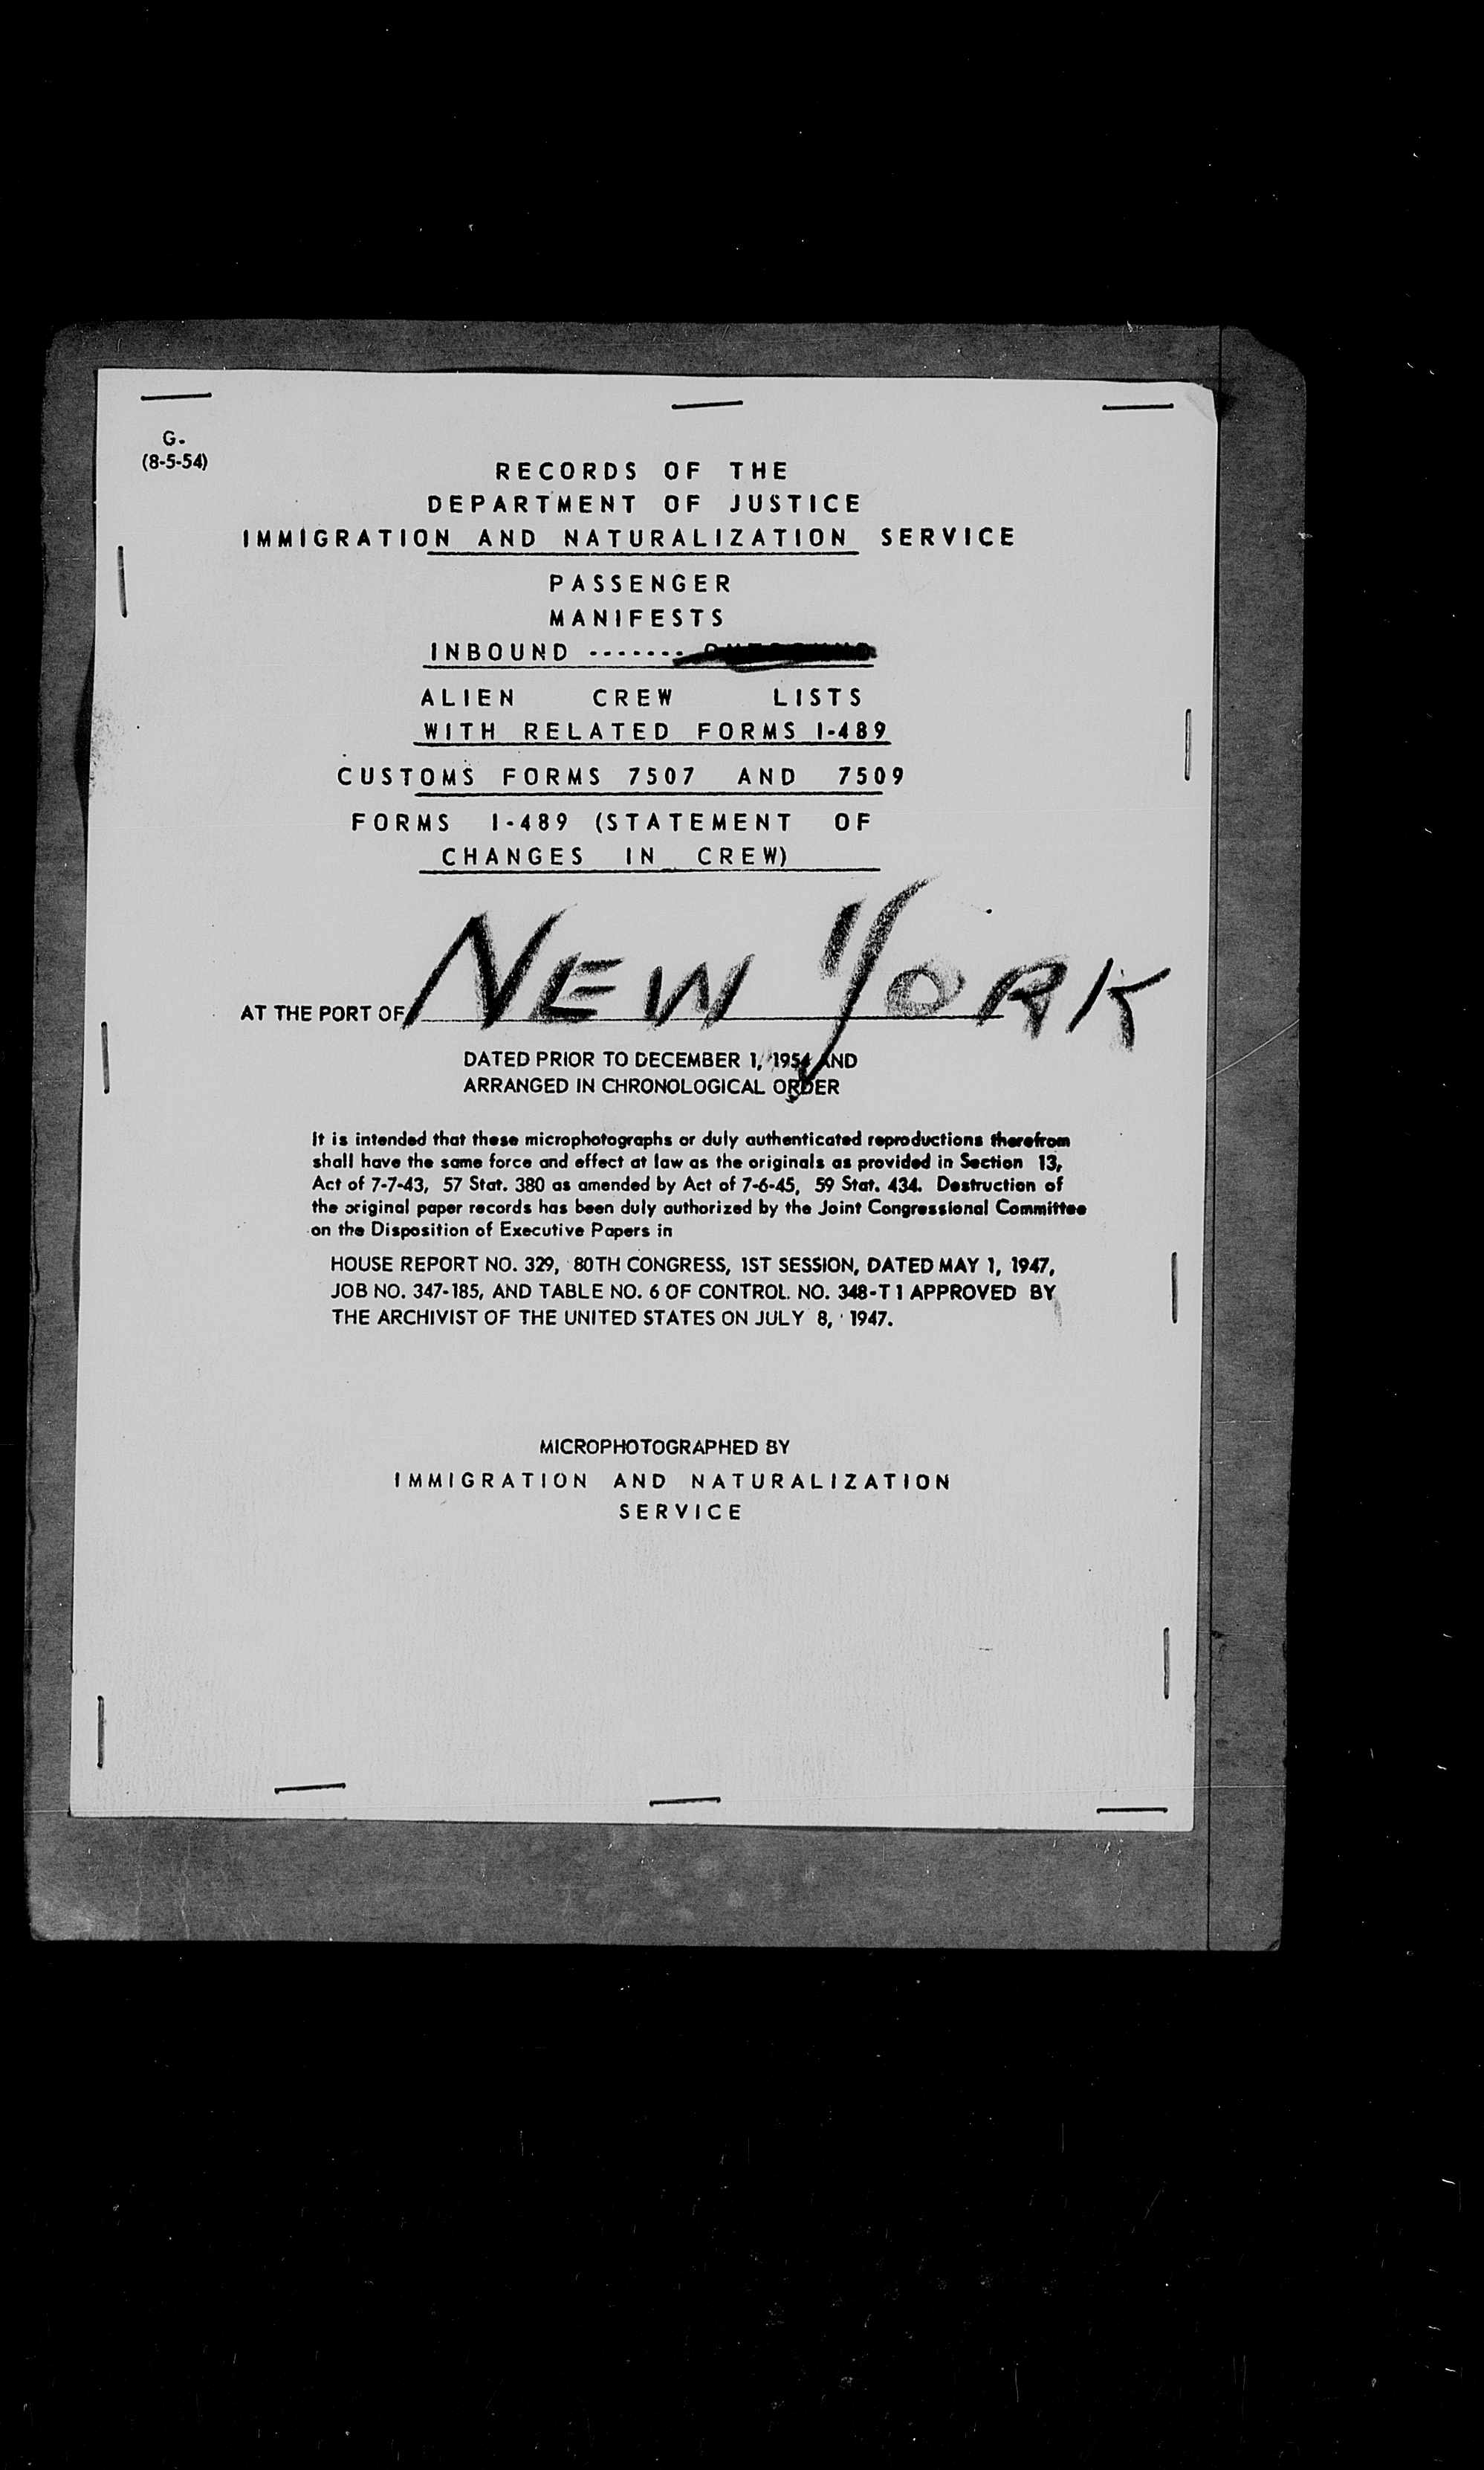 G.
(8-5-54)
RECORDS OF THE
DEPARTMENT OF JUSTICE
IMMIGRATION AND NATURALIZATION SERVICE
PASSENGER
MANIFESTS
INBOUND -------
ALIEN CREW LISTS
WITH RELATED FORMS I-489
CUSTOMS FORMS 7507 AND 7509
FORMS I-489 (STATEMENT OF
CHANGES IN CREW)
AT THE PORT OF NEW YORK
DATED PRIOR TO DECEMBER 1, 1954 AND
ARRANGED IN CHRONOLOGICAL ORDER
It is intended that these microphotographs or duly authenticated reproductions therefrom
shall have the same force and effect at law as the originals as provided in Section 13,
Act of 7-7-43, 57 Stat. 380 as amended by Act of 7-6-45, 59 Stat. 434. Destruction of
the original paper records has been duly authorized by the Joint Congressional Committee
on the Disposition of Executive Papers in
HOUSE REPORT NO. 329, 80TH CONGRESS, 1ST SESSION, DATED MAY 1, 1947,
JOB NO. 347-185, AND TABLE NO. 6 OF CONTROL NO. 348-T 1 APPROVED BY
THE ARCHIVIST OF THE UNITED STATES ON JULY 8, 1947.
MICROPHOTOGRAPHED BY
IMMIGRATION AND NATURALIZATION
SERVICE